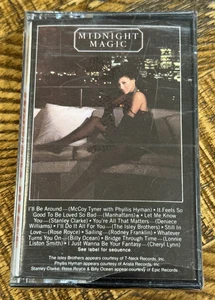 MIDNIGHT
MAGIC
I'll Be Around—(McCoy Tyner with Phyllis Hyman) • It Feels So
Good To Be Loved So Bad—(Manhattans) • Let Me Know
You—(Stanley Clarke) • You're All That Matters—(Deniece
Williams) • I'll Do It All For You—(The Isley Brothers) • Still In
Love—(Rose Royce) • Sailing—(Rodney Franklin) • Whatever
Turns You On—(Billy Ocean) • Bridge Through Time—(Lonnie
Liston Smith) • I Just Wanna Be Your Fantasy—(Cheryl Lynn)
See label for sequence
The Isley Brothers appears courtesy of T-Neck Records, Inc.
Phyllis Hyman appears courtesy of Arista Records, Inc.
Stanley Clarke, Rose Royce & Billy Ocean appear courtesy of Epic Records.